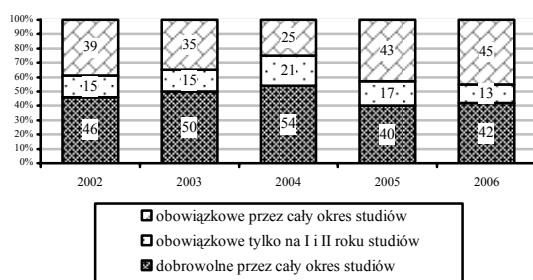 100%
90%
80%
70%
60%
50%
40%
30%
20%
10%
0%
39 35 25 43 45
15 15 21 17 13
46 50 54 40 42
2002 2003 2004 2005 2006
obowiązkowe przez cały okres studiów
obowiązkowe tylko na I i II roku studiów
dobrowolne przez cały okres studiów